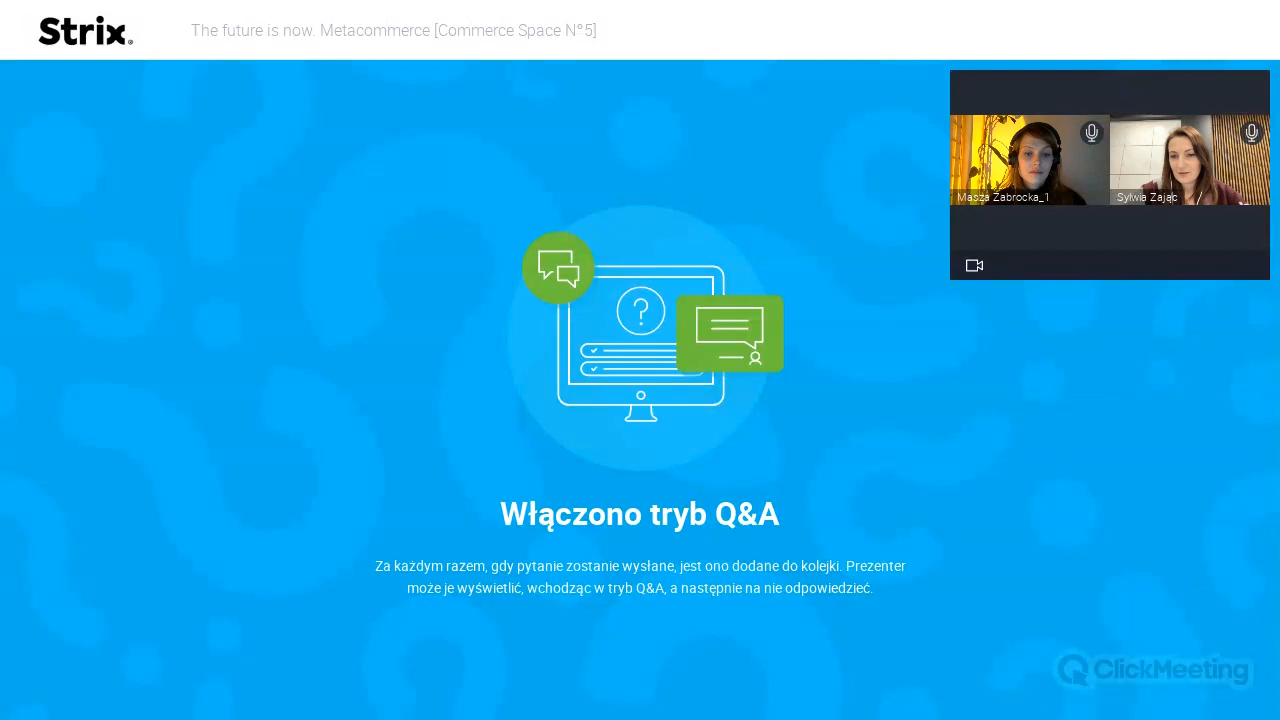 Strix®
The future is now. Metacommerce [Commerce Space N°5]
Masza Zabrocka_1
Sylwia Zając
?
Włączono tryb Q&A
Za każdym razem, gdy pytanie zostanie wysłane, jest ono dodane do kolejki. Prezenter
może je wyświetlić, wchodząc w tryb Q&A, a następnie na nie odpowiedzieć.
ClickMeeting